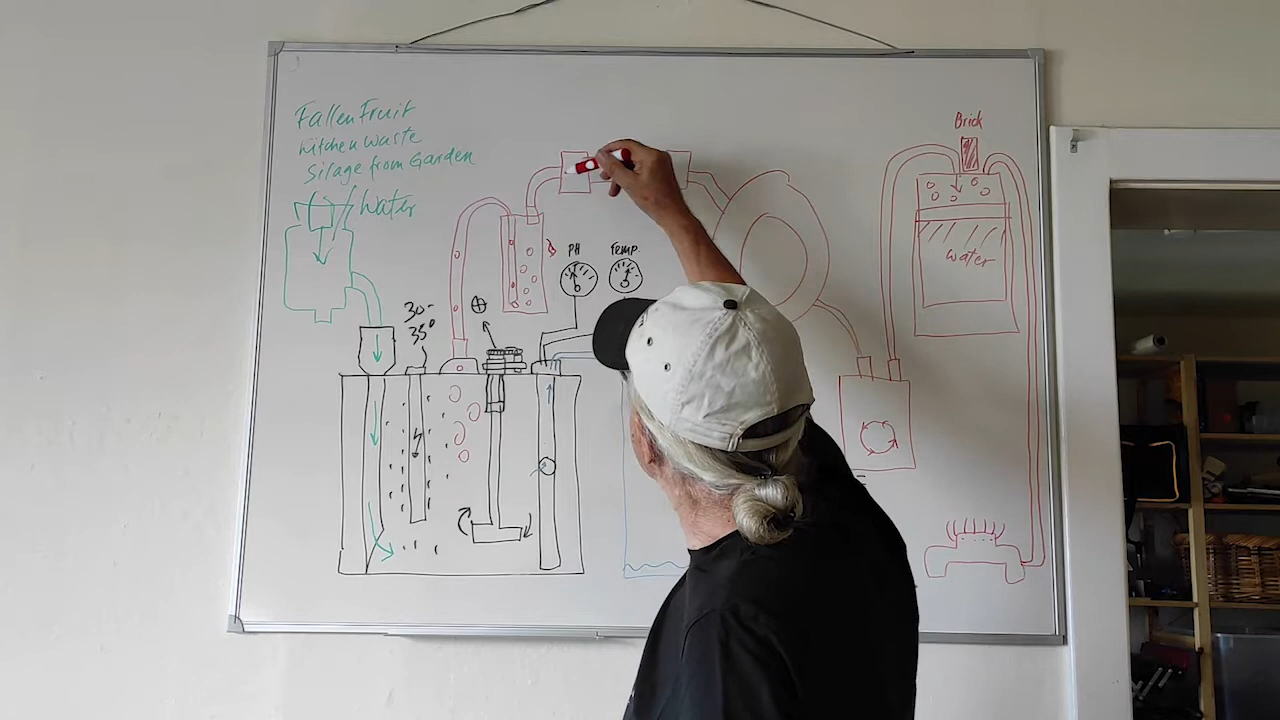 Fallen Fruit
kitchen waste
Silage from Garden
Water
30-
35°
PH
Temp.
Brick
water